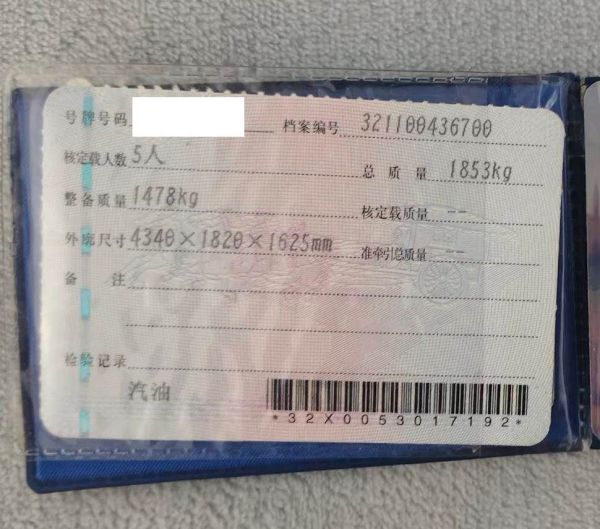 号牌号码 档案编号 321100436700
核定载人数 5人 总质量 1853kg
整备质量 1478kg 核定载质量 --
外廓尺寸 4340×1820×1625mm 准牵引总质量 --
备注
检验记录
汽油
*32X0053017192*